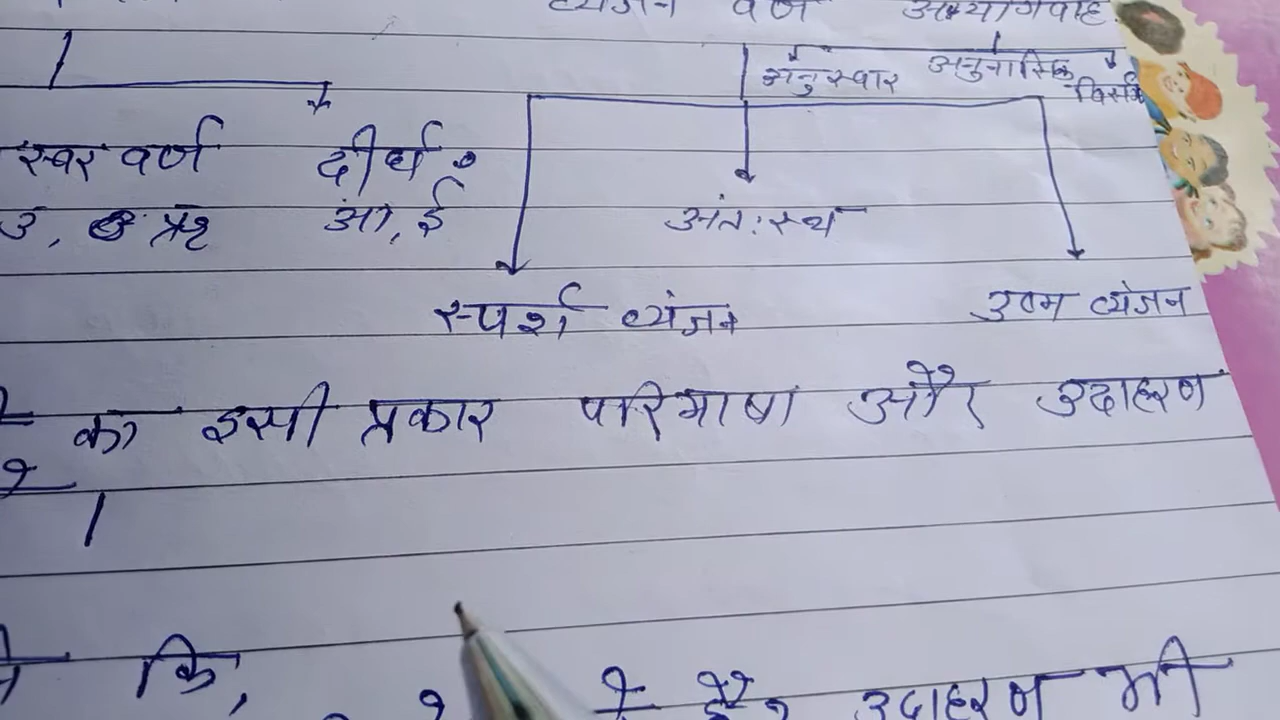 व्यंजन वर्ण अयोगवाह
अनुस्वार अनुनासिक विसर्ग
स्वर वर्ण दीर्घ
उ, ऋ आ, ई अंत:स्थ
स्पर्श व्यंजन उष्म व्यंजन
का इसी प्रकार परिभाषा और उदाहरण
।
कि,
उदाहरण भी